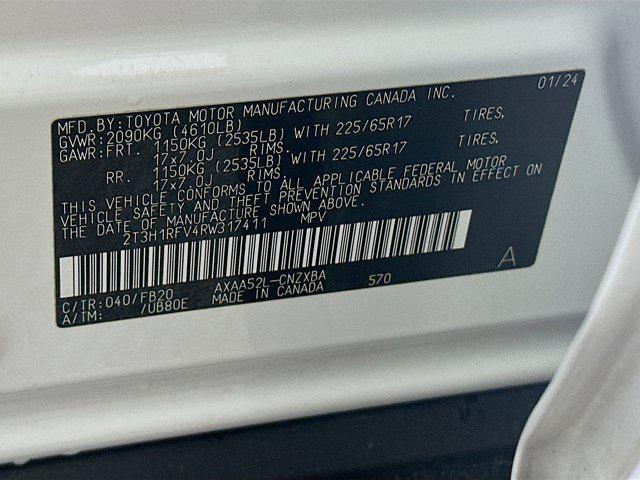 01/24
MFD.BY:TOYOTA MOTOR MANUFACTURING CANADA INC.
GVWR:2090KG (4610LB)
GAWR:FRT. 1150KG (2535LB) WITH 225/65R17 TIRES,
17x7.0J RIMS.
RR. 1150KG (2535LB) WITH 225/65R17 TIRES,
17x7.0J RIMS.
THIS VEHICLE CONFORMS TO ALL APPLICABLE FEDERAL MOTOR
VEHICLE SAFETY AND THEFT PREVENTION STANDARDS IN EFFECT ON
THE DATE OF MANUFACTURE SHOWN ABOVE.
2T3H1RFV4RW317411 MPV
A
C/TR:040/FB20 AXAA52L-CNZXBA 570
A/TM: /UB80E MADE IN CANADA